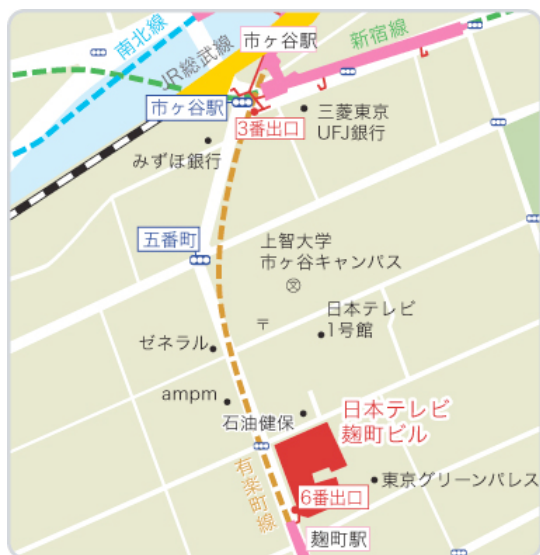 南北線
JR総武線
市ヶ谷駅
新宿線
市ヶ谷駅
3番出口
三菱東京
UFJ銀行
みずほ銀行
五番町
上智大学
市ヶ谷キャンパス
文
〒
日本テレビ
1号館
ゼネラル
ampm
石油健保
日本テレビ
麹町ビル
有楽町線
東京グリーンパレス
6番出口
麹町駅